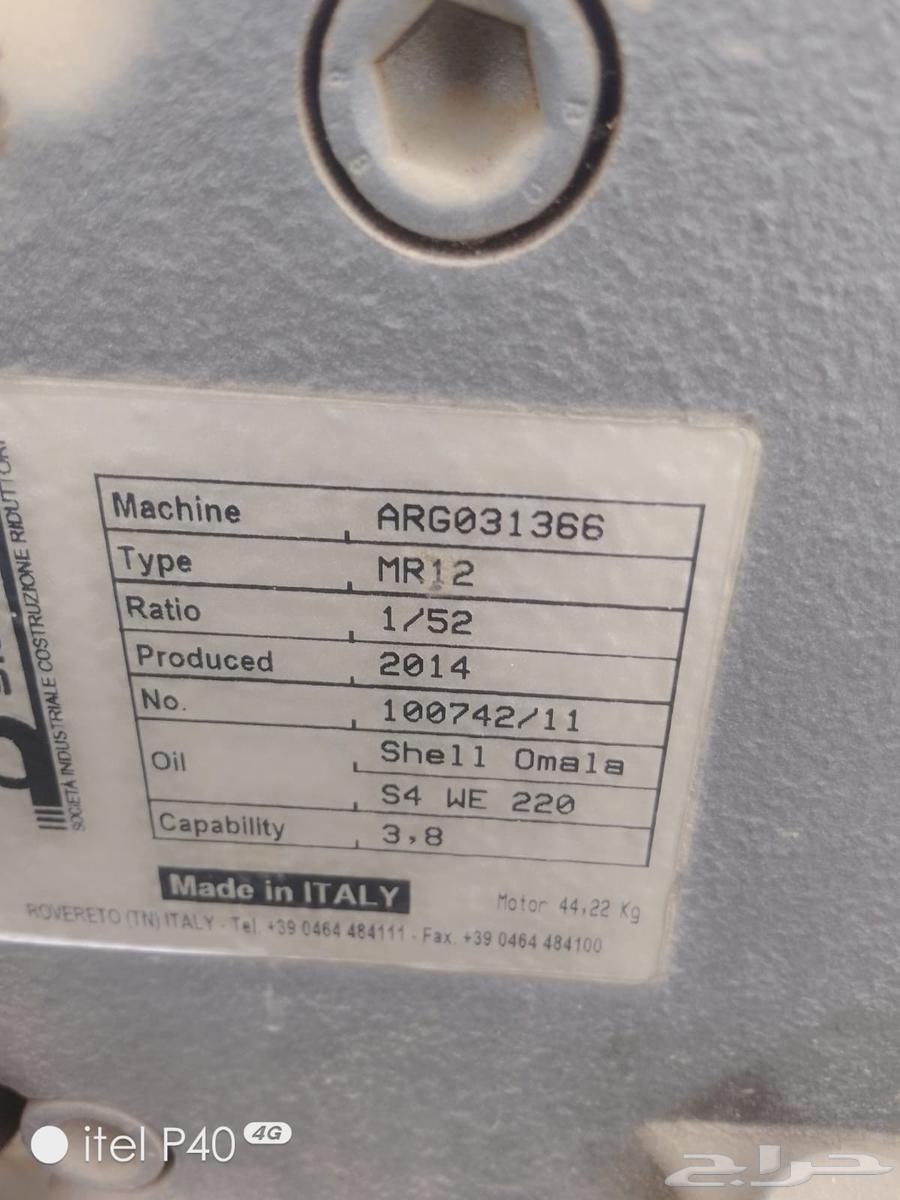 Machine ARG031366
Type MR12
Ratio 1/52
Produced 2014
No. 100742/11
Oil Shell Omala
S4 WE 220
Capability 3,8
Made in ITALY
Motor 44,22 Kg
ROVERETO (TN) ITALY - Tel. +39 0464 484111 - Fax. +39 0464 484100
SOCIETÀ INDUSTRIALE COSTRUZIONE RIDUTTORI
itel P40 4G
حراج